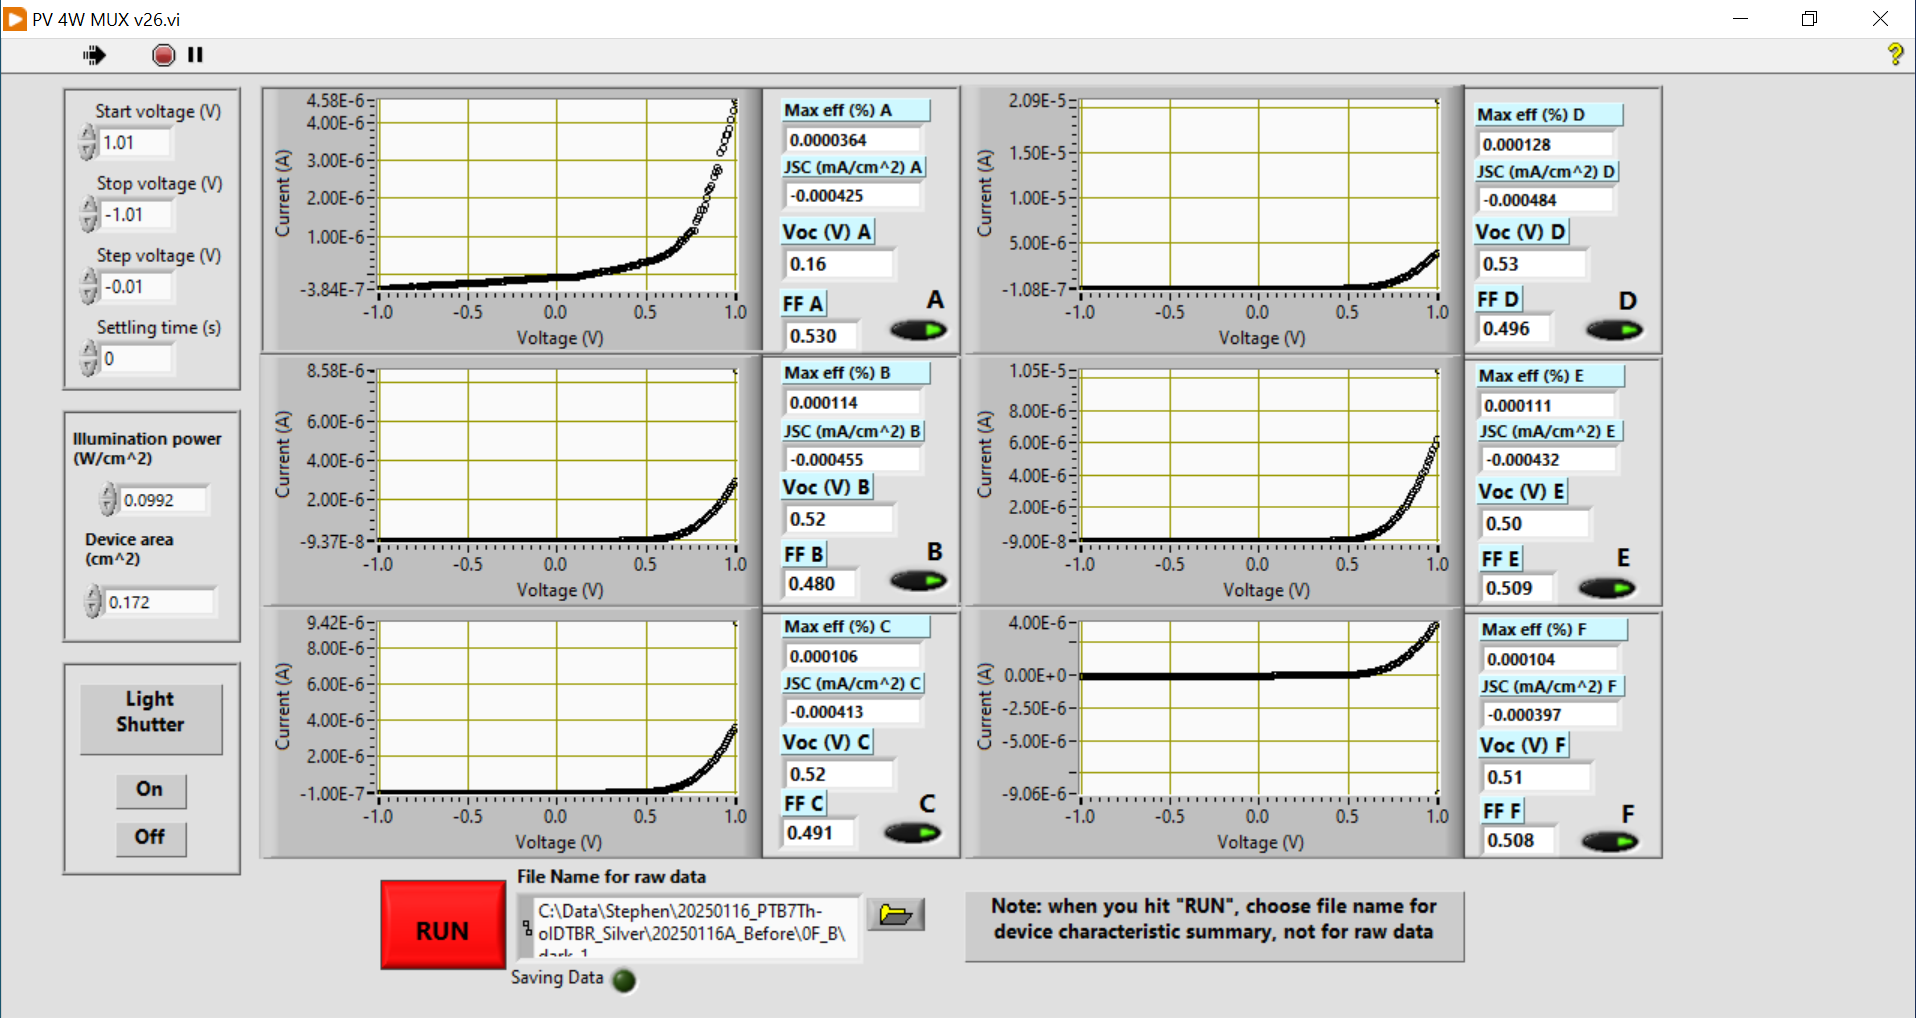 PV 4W MUX v26.vi
Start voltage (V)
1.01
Stop voltage (V)
-1.01
Step voltage (V)
-0.01
Settling time (s)
0
Illumination power
(W/cm^2)
0.0992
Device area
(cm^2)
0.172
Light
Shutter
On
Off
4.58E-6
4.00E-6
3.00E-6
2.00E-6
1.00E-6
-3.84E-7
Current (A)
-1.0 -0.5 0.0 0.5 1.0
Voltage (V)
Max eff (%) A
0.0000364
JSC (mA/cm^2) A
-0.000425
Voc (V) A
0.16
FF A
0.530
A
2.09E-5
1.50E-5
1.00E-5
5.00E-6
-1.08E-7
Current (A)
-1.0 -0.5 0.0 0.5 1.0
Voltage (V)
Max eff (%) D
0.000128
JSC (mA/cm^2) D
-0.000484
Voc (V) D
0.53
FF D
0.496
D
8.58E-6
6.00E-6
4.00E-6
2.00E-6
-9.37E-8
Current (A)
-1.0 -0.5 0.0 0.5 1.0
Voltage (V)
Max eff (%) B
0.000114
JSC (mA/cm^2) B
-0.000455
Voc (V) B
0.52
FF B
0.480
B
1.05E-5
8.00E-6
6.00E-6
4.00E-6
2.00E-6
-9.00E-8
Current (A)
-1.0 -0.5 0.0 0.5 1.0
Voltage (V)
Max eff (%) E
0.000111
JSC (mA/cm^2) E
-0.000432
Voc (V) E
0.50
FF E
0.509
E
9.42E-6
8.00E-6
6.00E-6
4.00E-6
2.00E-6
-1.00E-7
Current (A)
-1.0 -0.5 0.0 0.5 1.0
Voltage (V)
Max eff (%) C
0.000106
JSC (mA/cm^2) C
-0.000413
Voc (V) C
0.52
FF C
0.491
C
4.00E-6
0.00E+0
-2.50E-6
-5.00E-6
-9.06E-6
Current (A)
-1.0 -0.5 0.0 0.5 1.0
Voltage (V)
Max eff (%) F
0.000104
JSC (mA/cm^2) F
-0.000397
Voc (V) F
0.51
FF F
0.508
F
RUN
File Name for raw data
C:\Data\Stephen\20250116_PTB7Th-
oIDTBR_Silver\20250116A_Before\0F_B\
dark_1
Saving Data
Note: when you hit "RUN", choose file name for
device characteristic summary, not for raw data